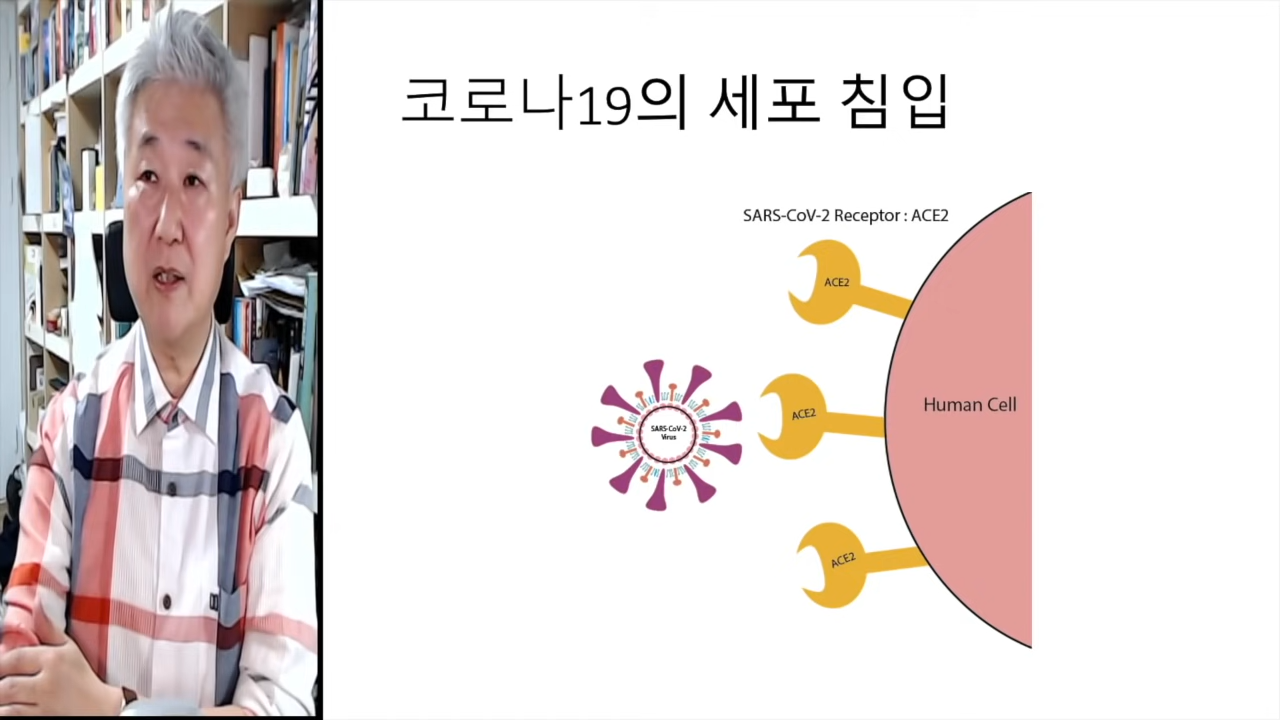 코로나19의 세포 침입
SARS-CoV-2 Receptor : ACE2
ACE2
SARS-CoV-2
Virus
ACE2
Human Cell
ACE2